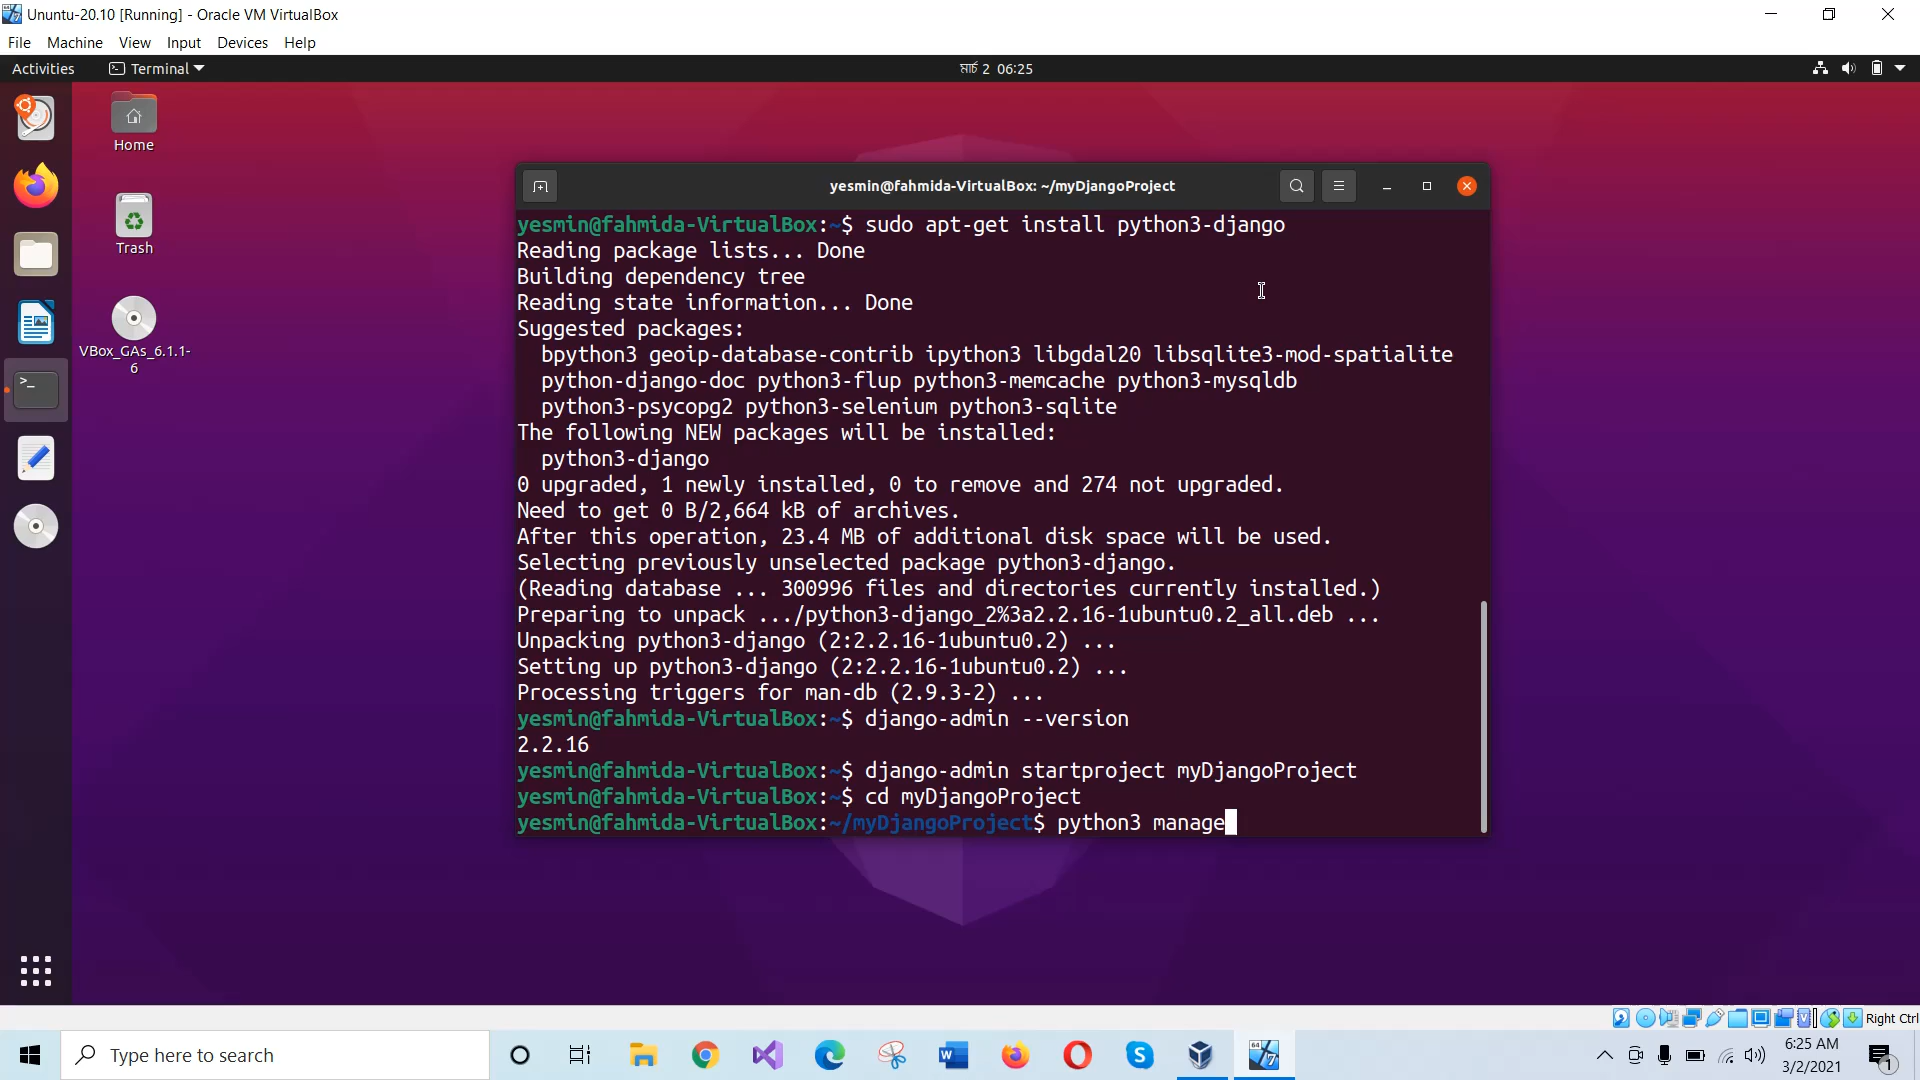 Ununtu-20.10 [Running] - Oracle VM VirtualBox
File Machine View Input Devices Help
Activities Terminal মার্চ 2 06:25
Home
Trash
VBox_GAs_6.1.1-
6
yesmin@fahmida-VirtualBox: ~/myDjangoProject
yesmin@fahmida-VirtualBox:~$ sudo apt-get install python3-django
Reading package lists... Done
Building dependency tree
Reading state information... Done
Suggested packages:
bpython3 geoip-database-contrib ipython3 libgdal20 libsqlite3-mod-spatialite
python-django-doc python3-flup python3-memcache python3-mysqldb
python3-psycopg2 python3-selenium python3-sqlite
The following NEW packages will be installed:
python3-django
0 upgraded, 1 newly installed, 0 to remove and 274 not upgraded.
Need to get 0 B/2,664 kB of archives.
After this operation, 23.4 MB of additional disk space will be used.
Selecting previously unselected package python3-django.
(Reading database ... 300996 files and directories currently installed.)
Preparing to unpack .../python3-django_2%3a2.2.16-1ubuntu0.2_all.deb ...
Unpacking python3-django (2:2.2.16-1ubuntu0.2) ...
Setting up python3-django (2:2.2.16-1ubuntu0.2) ...
Processing triggers for man-db (2.9.3-2) ...
yesmin@fahmida-VirtualBox:~$ django-admin --version
2.2.16
yesmin@fahmida-VirtualBox:~$ django-admin startproject myDjangoProject
yesmin@fahmida-VirtualBox:~$ cd myDjangoProject
yesmin@fahmida-VirtualBox:~/myDjangoProject$ python3 manage
Right Ctrl
Type here to search
6:25 AM
3/2/2021
1